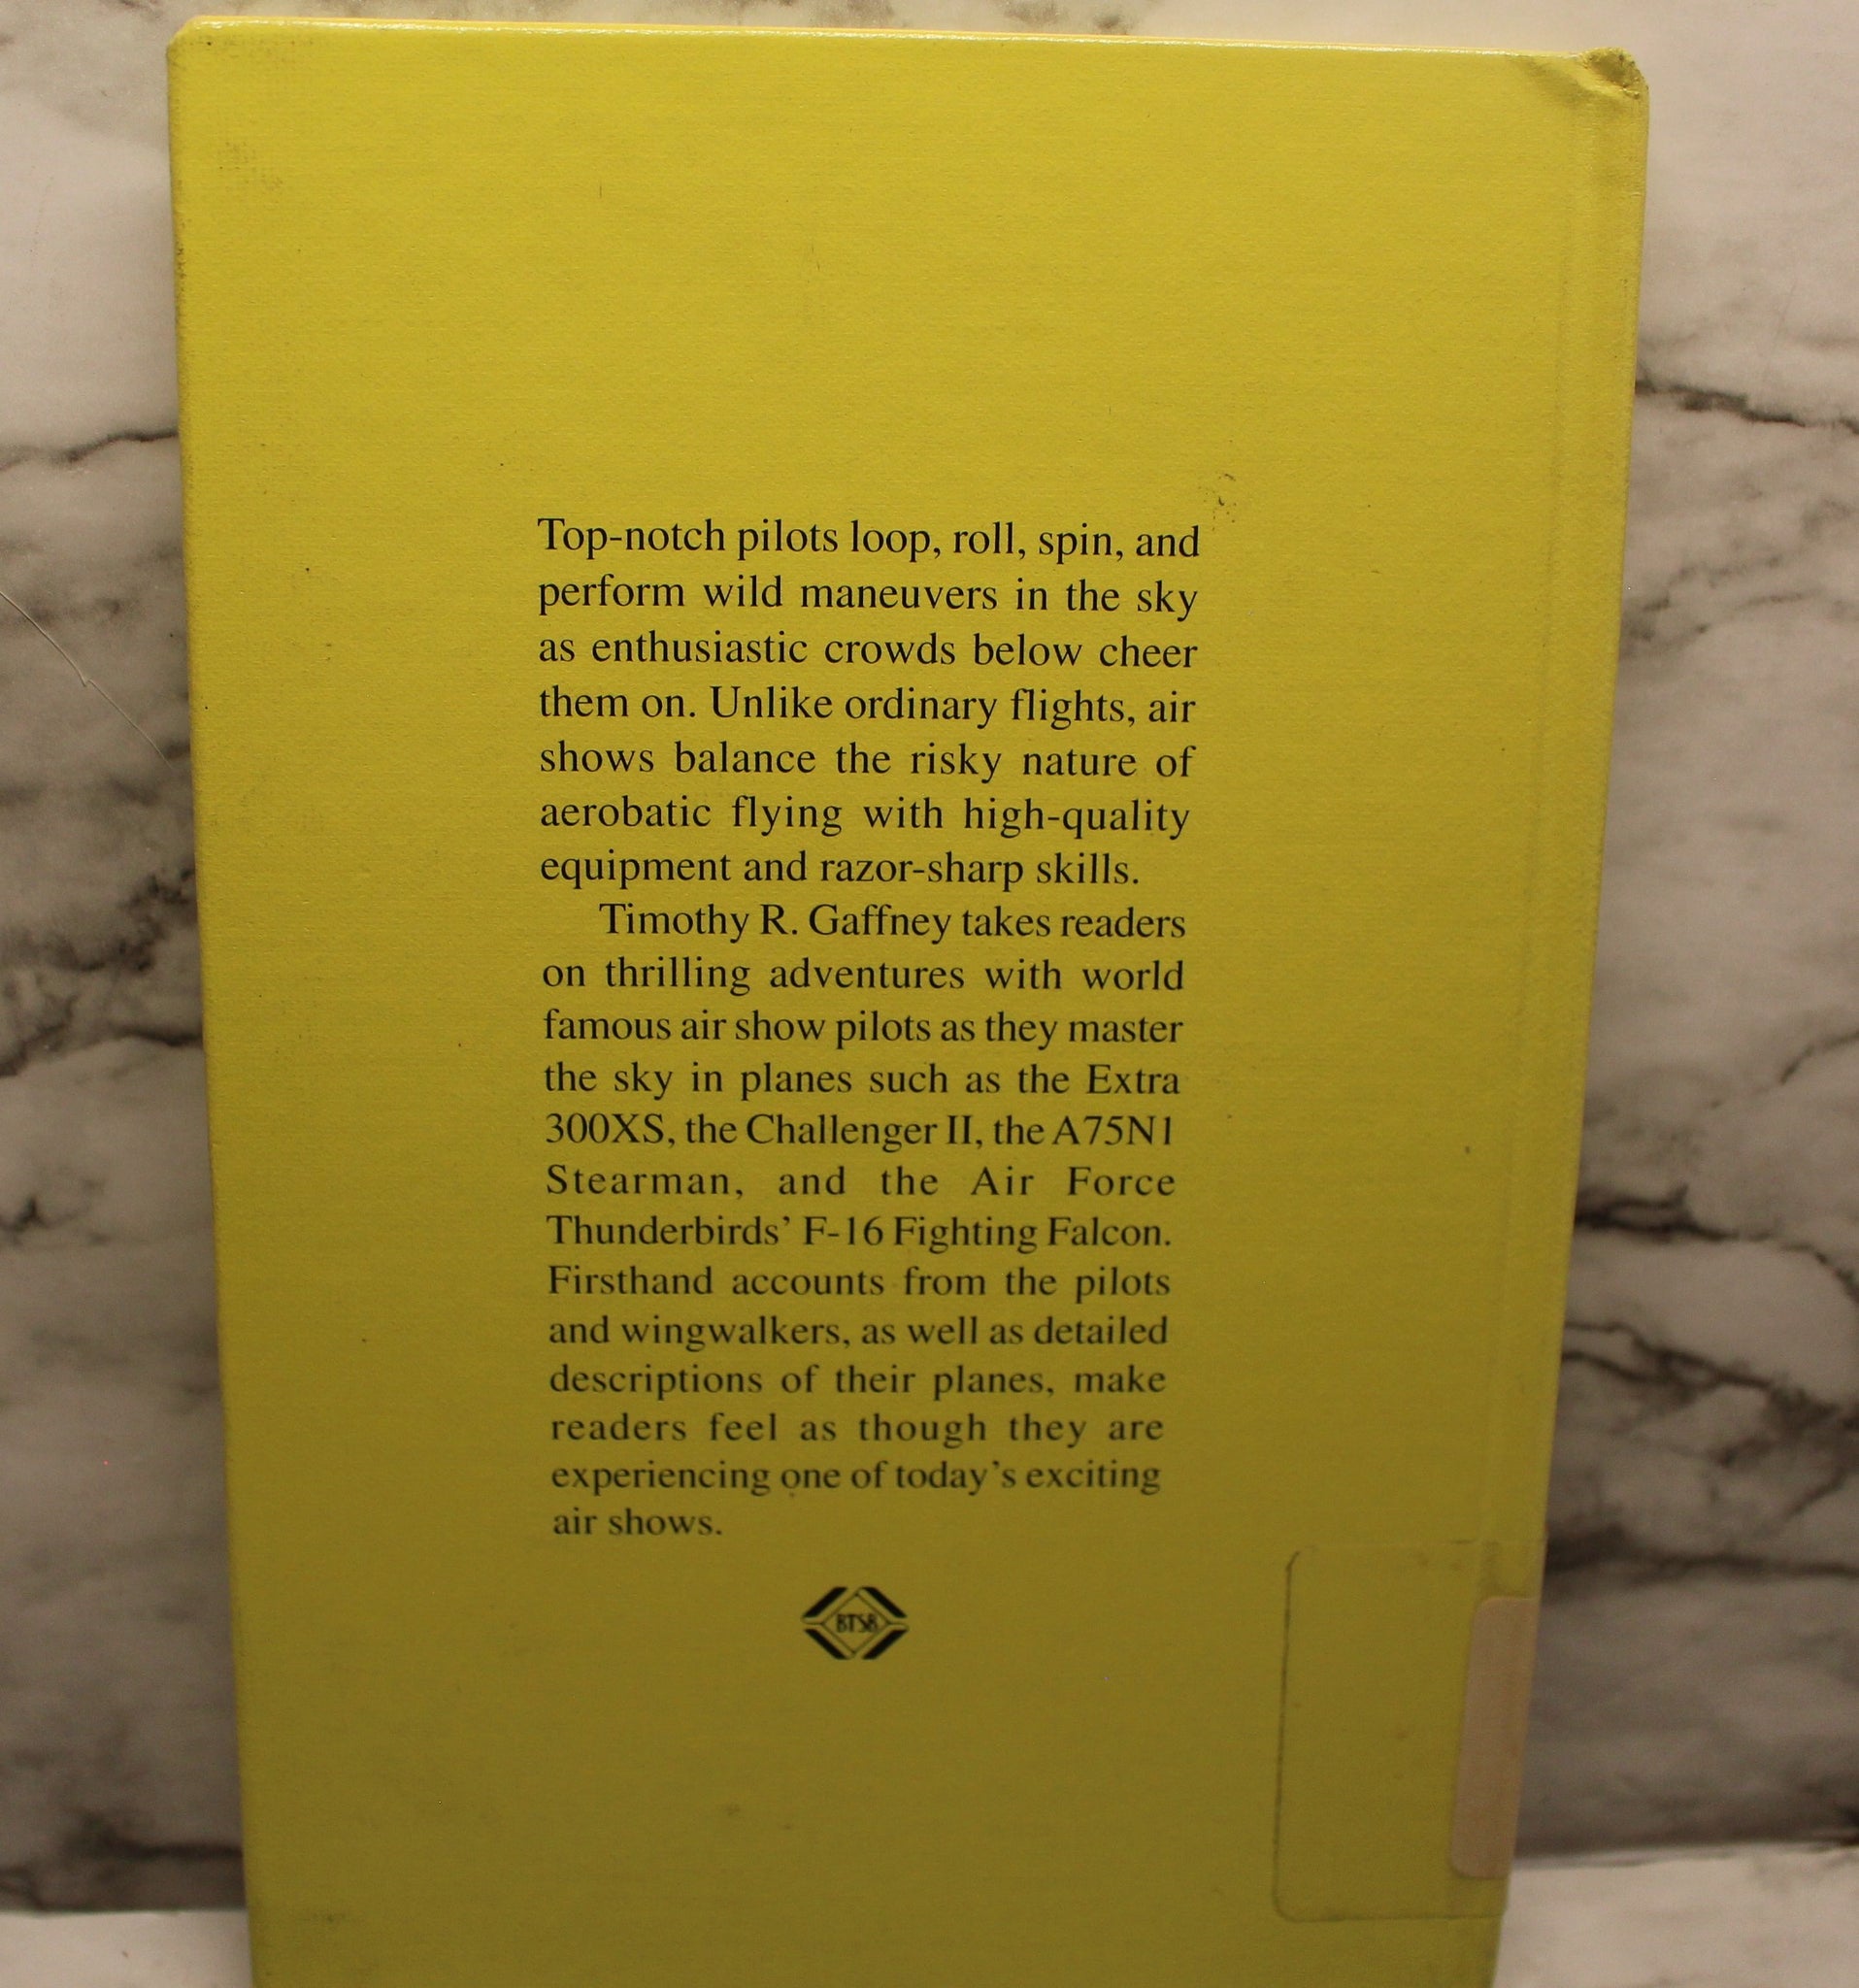 Top-notch pilots loop, roll, spin, and
perform wild maneuvers in the sky
as enthusiastic crowds below cheer
them on. Unlike ordinary flights, air
shows balance the risky nature of
aerobatic flying with high-quality
equipment and razor-sharp skills.
Timothy R. Gaffney takes readers
on thrilling adventures with world
famous air show pilots as they master
the sky in planes such as the Extra
300XS, the Challenger II, the A75N1
Stearman, and the Air Force
Thunderbirds’ F-16 Fighting Falcon.
Firsthand accounts from the pilots
and wingwalkers, as well as detailed
descriptions of their planes, make
readers feel as though they are
experiencing one of today’s exciting
air shows.
BTSB